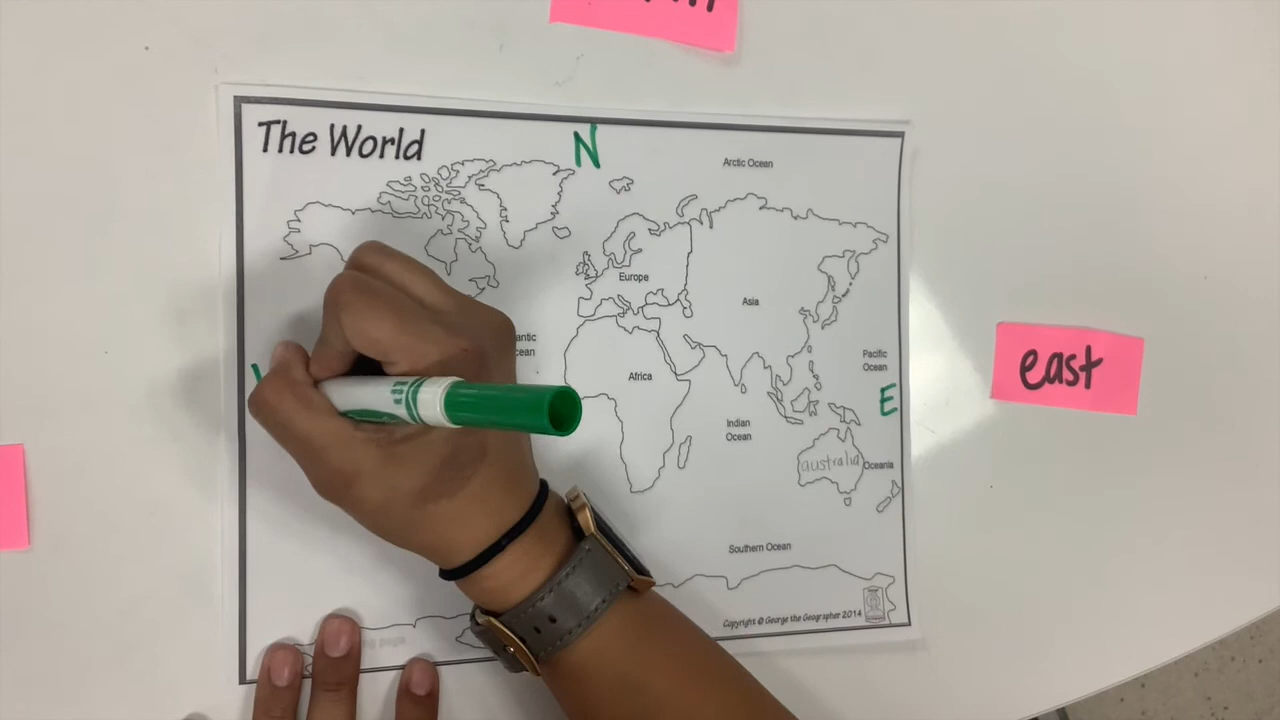 The World
N
Arctic Ocean
Europe
Asia
Pacific
Ocean
Africa
E
east
Indian
Ocean
australia
Oceania
Southern Ocean
Copyright © George the Geographer 2014